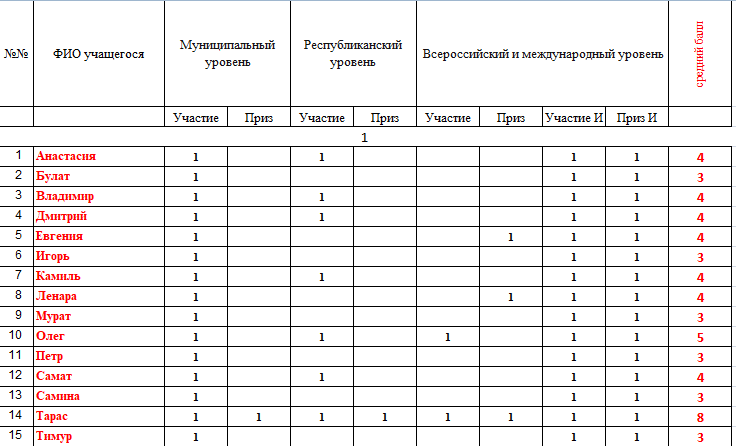 №№ ФИО учащегося Муниципальный уровень Республиканский уровень Всероссийский и международный уровень средний балл
Участие Приз Участие Приз Участие Приз Участие И Приз И
1
1 Анастасия 1 1 1 1 4
2 Булат 1 1 1 3
3 Владимир 1 1 1 1 4
4 Дмитрий 1 1 1 1 4
5 Евгения 1 1 1 1 4
6 Игорь 1 1 1 3
7 Камиль 1 1 1 1 4
8 Ленара 1 1 1 1 4
9 Мурат 1 1 1 3
10 Олег 1 1 1 1 1 5
11 Петр 1 1 1 3
12 Самат 1 1 1 1 4
13 Самина 1 1 1 3
14 Тарас 1 1 1 1 1 1 1 1 8
15 Тимур 1 1 1 3